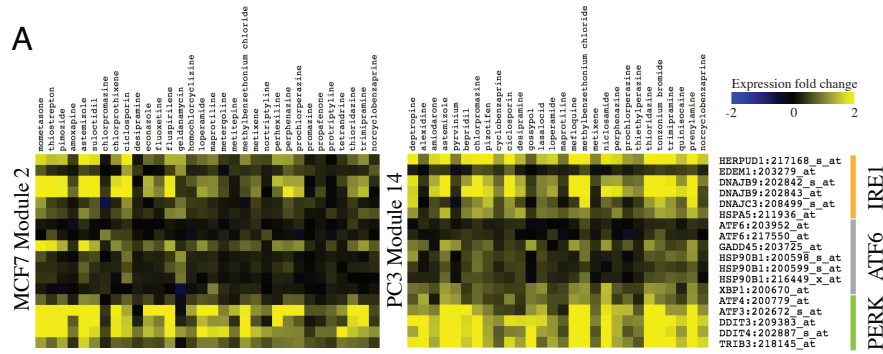 A
mometasone
thiostrepton
pimozide
amoxapine
astemizole
suloctidil
chlorpromazine
chlorprothixene
ciclosporin
desipramine
econazole
fluoxetine
fluspirilene
geldanamycin
homochlorcyclizine
loperamide
maprotiline
metergoline
metitepine
methylbenzethonium chloride
metixene
nortriptyline
perhexiline
perphenazine
prochlorperazine
promazine
propafenone
protriptyline
tetrandrine
thioridazine
trimipramine
norcyclobenzaprine
deptropine
alexidine
amiodarone
astemizole
pyrvinium
bepridil
chlorpromazine
pizotifen
cyclobenzaprine
ciclosporin
desipramine
gossypol
lasalocid
loperamide
maprotiline
mefloquine
methylbenzethonium chloride
metixene
niclosamide
perphenazine
prochlorperazine
thiethylperazine
thioridazine
benzonium bromide
trimipramine
quinisocaine
prenylamine
norcyclobenzaprine
Expression fold change
-2 0 2
MCF7 Module 2
PC3 Module 14
HERPUD1:217168_s_at
EDEM1:203279_at
DNAJB9:202842_s_at
DNAJB9:202843_at
DNAJC3:208499_s_at
HSPA5:211936_at
ATF6:203952_at
ATF6:217550_at
GADD45:203725_at
HSP90B1:200598_s_at
HSP90B1:200599_s_at
HSP90B1:216449_x_at
XBP1:200670_at
ATF4:200779_at
ATF3:202672_s_at
DDIT3:209383_at
DDIT4:202887_s_at
TRIB3:218145_at
IRE1
ATF6
PERK